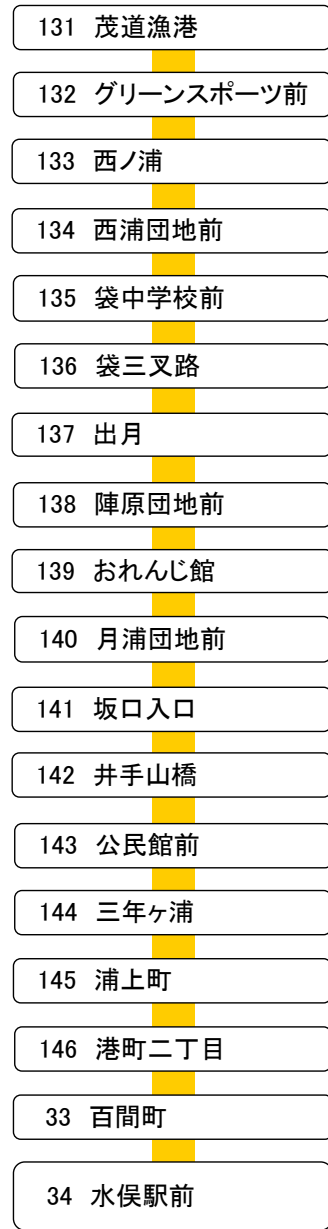 131 茂道漁港
132 グリーンスポーツ前
133 西ノ浦
134 西浦団地前
135 袋中学校前
136 袋三叉路
137 出月
138 陣原団地前
139 おれんじ館
140 月浦団地前
141 坂口入口
142 井手山橋
143 公民館前
144 三年ヶ浦
145 浦上町
146 港町二丁目
33 百間町
34 水俣駅前